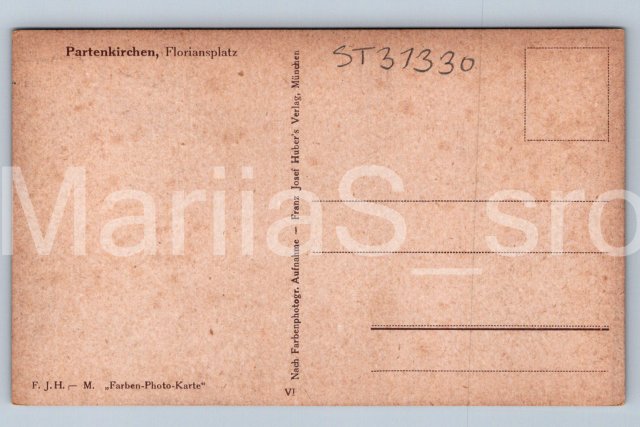 Partenkirchen, Floriansplatz
ST31330
Nach Farbenphotogr. Aufnahme — Franz Josef Huber's Verlag, München
MariiaS_sro
F. J. H. — M. „Farben-Photo-Karte“
VI